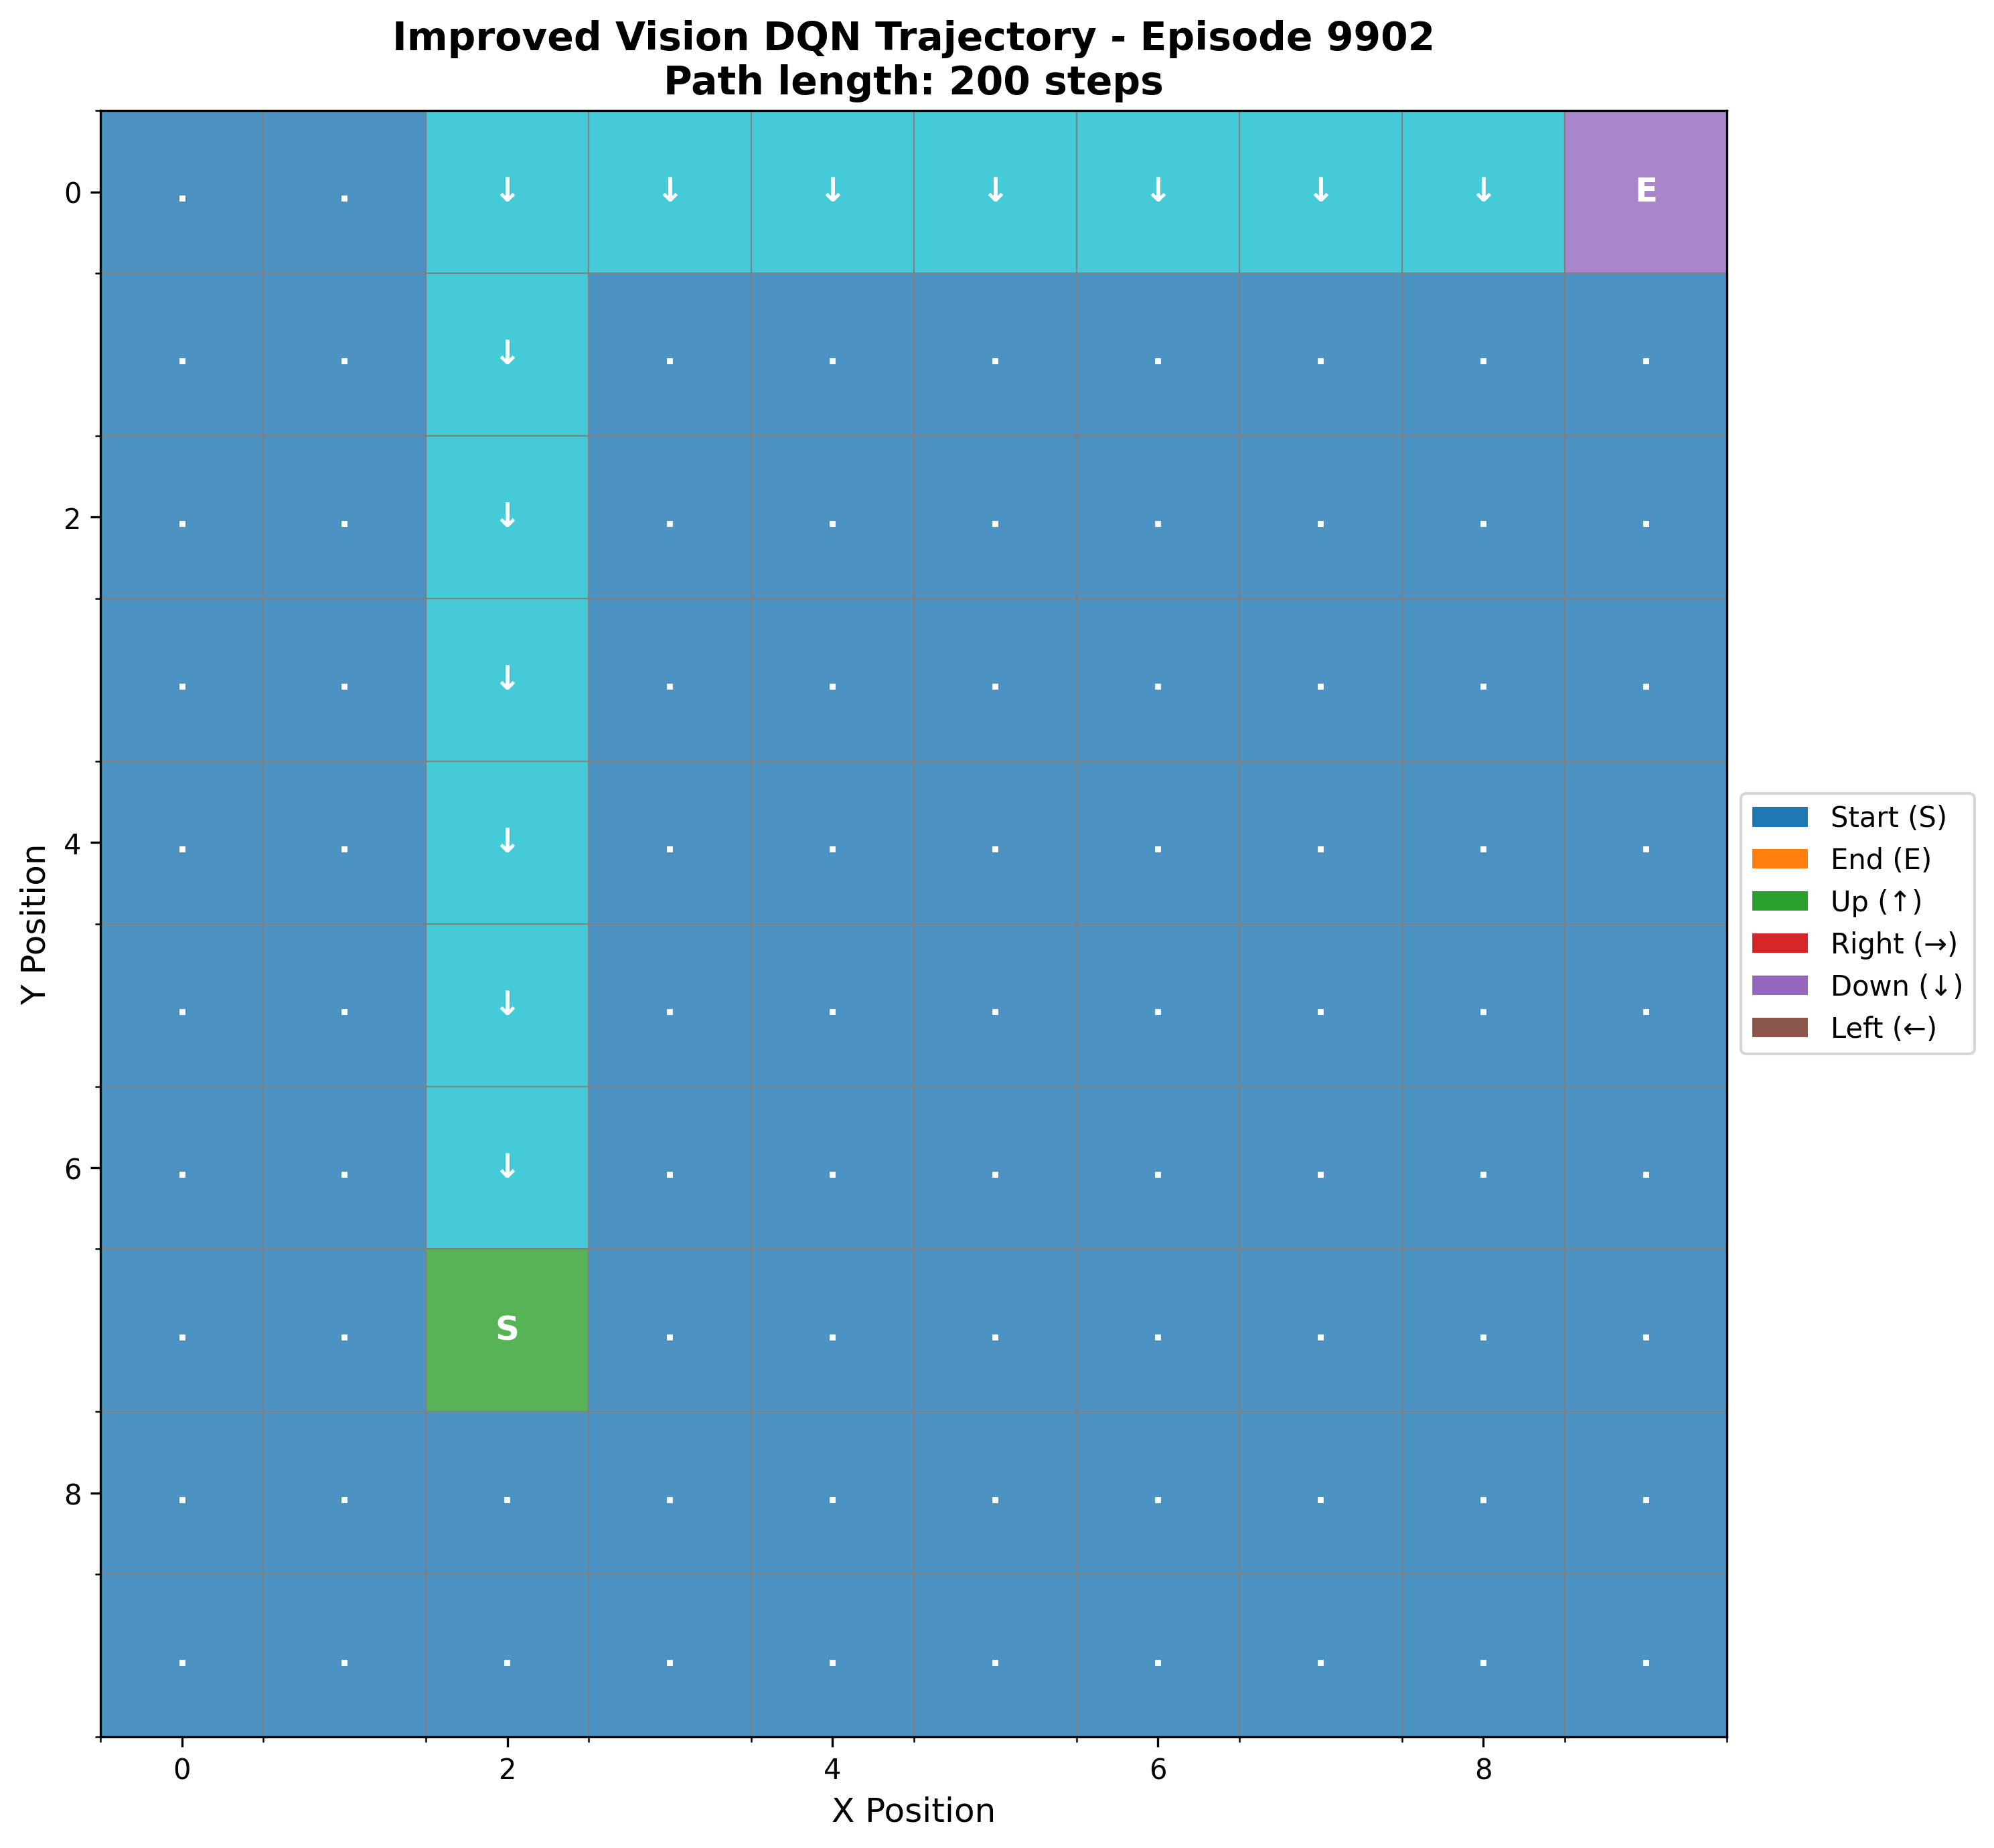 Improved Vision DQN Trajectory - Episode 9902
Path length: 200 steps
0 . . ↓ ↓ ↓ ↓ ↓ ↓ ↓ E
. . ↓ . . . . . . .
2 . . ↓ . . . . . . .
. . ↓ . . . . . . .
4 . . ↓ . . . . . . .
. . ↓ . . . . . . .
6 . . ↓ . . . . . . .
. . S . . . . . . .
8 . . . . . . . . . .
. . . . . . . . . .
0 2 4 6 8
X Position
Y Position
Start (S)
End (E)
Up (↑)
Right (→)
Down (↓)
Left (←)